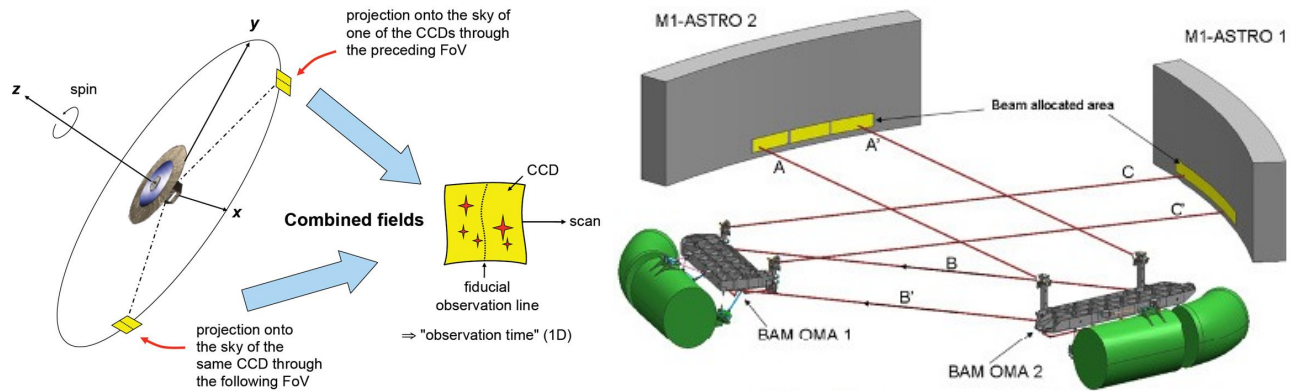 projection onto the sky of
one of the CCDs through
the preceding FoV
y
z
spin
x
Combined fields
CCD
scan
fiducial
observation line
⇒ "observation time" (1D)
projection onto
the sky of the
same CCD through
the following FoV
M1-ASTRO 2
M1-ASTRO 1
Beam allocated area
A
A'
C
C'
B
B'
BAM OMA 1
BAM OMA 2